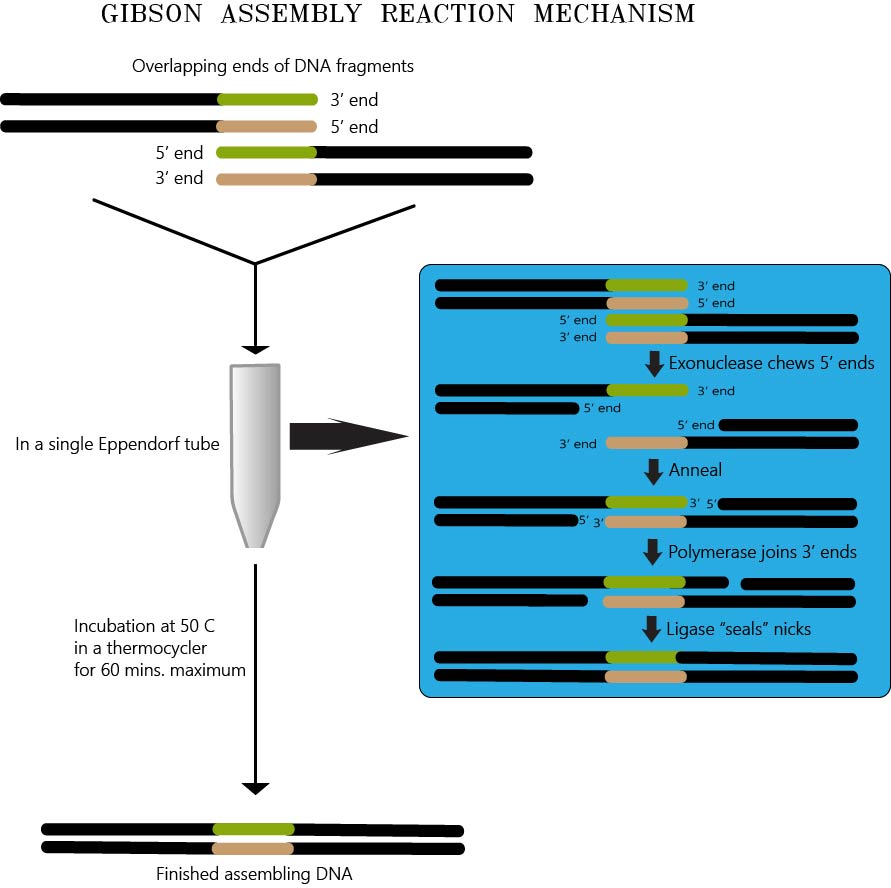 GIBSON ASSEMBLY REACTION MECHANISM
Overlapping ends of DNA fragments
3’ end
5’ end
5’ end
3’ end
In a single Eppendorf tube
3’ end
5’ end
5’ end
3’ end
Exonuclease chews 5’ ends
3’ end
5’ end
5’ end
3’ end
Anneal
3’ 5’
5’ 3’
Polymerase joins 3’ ends
Ligase “seals” nicks
Incubation at 50 C
in a thermocycler
for 60 mins. maximum
Finished assembling DNA